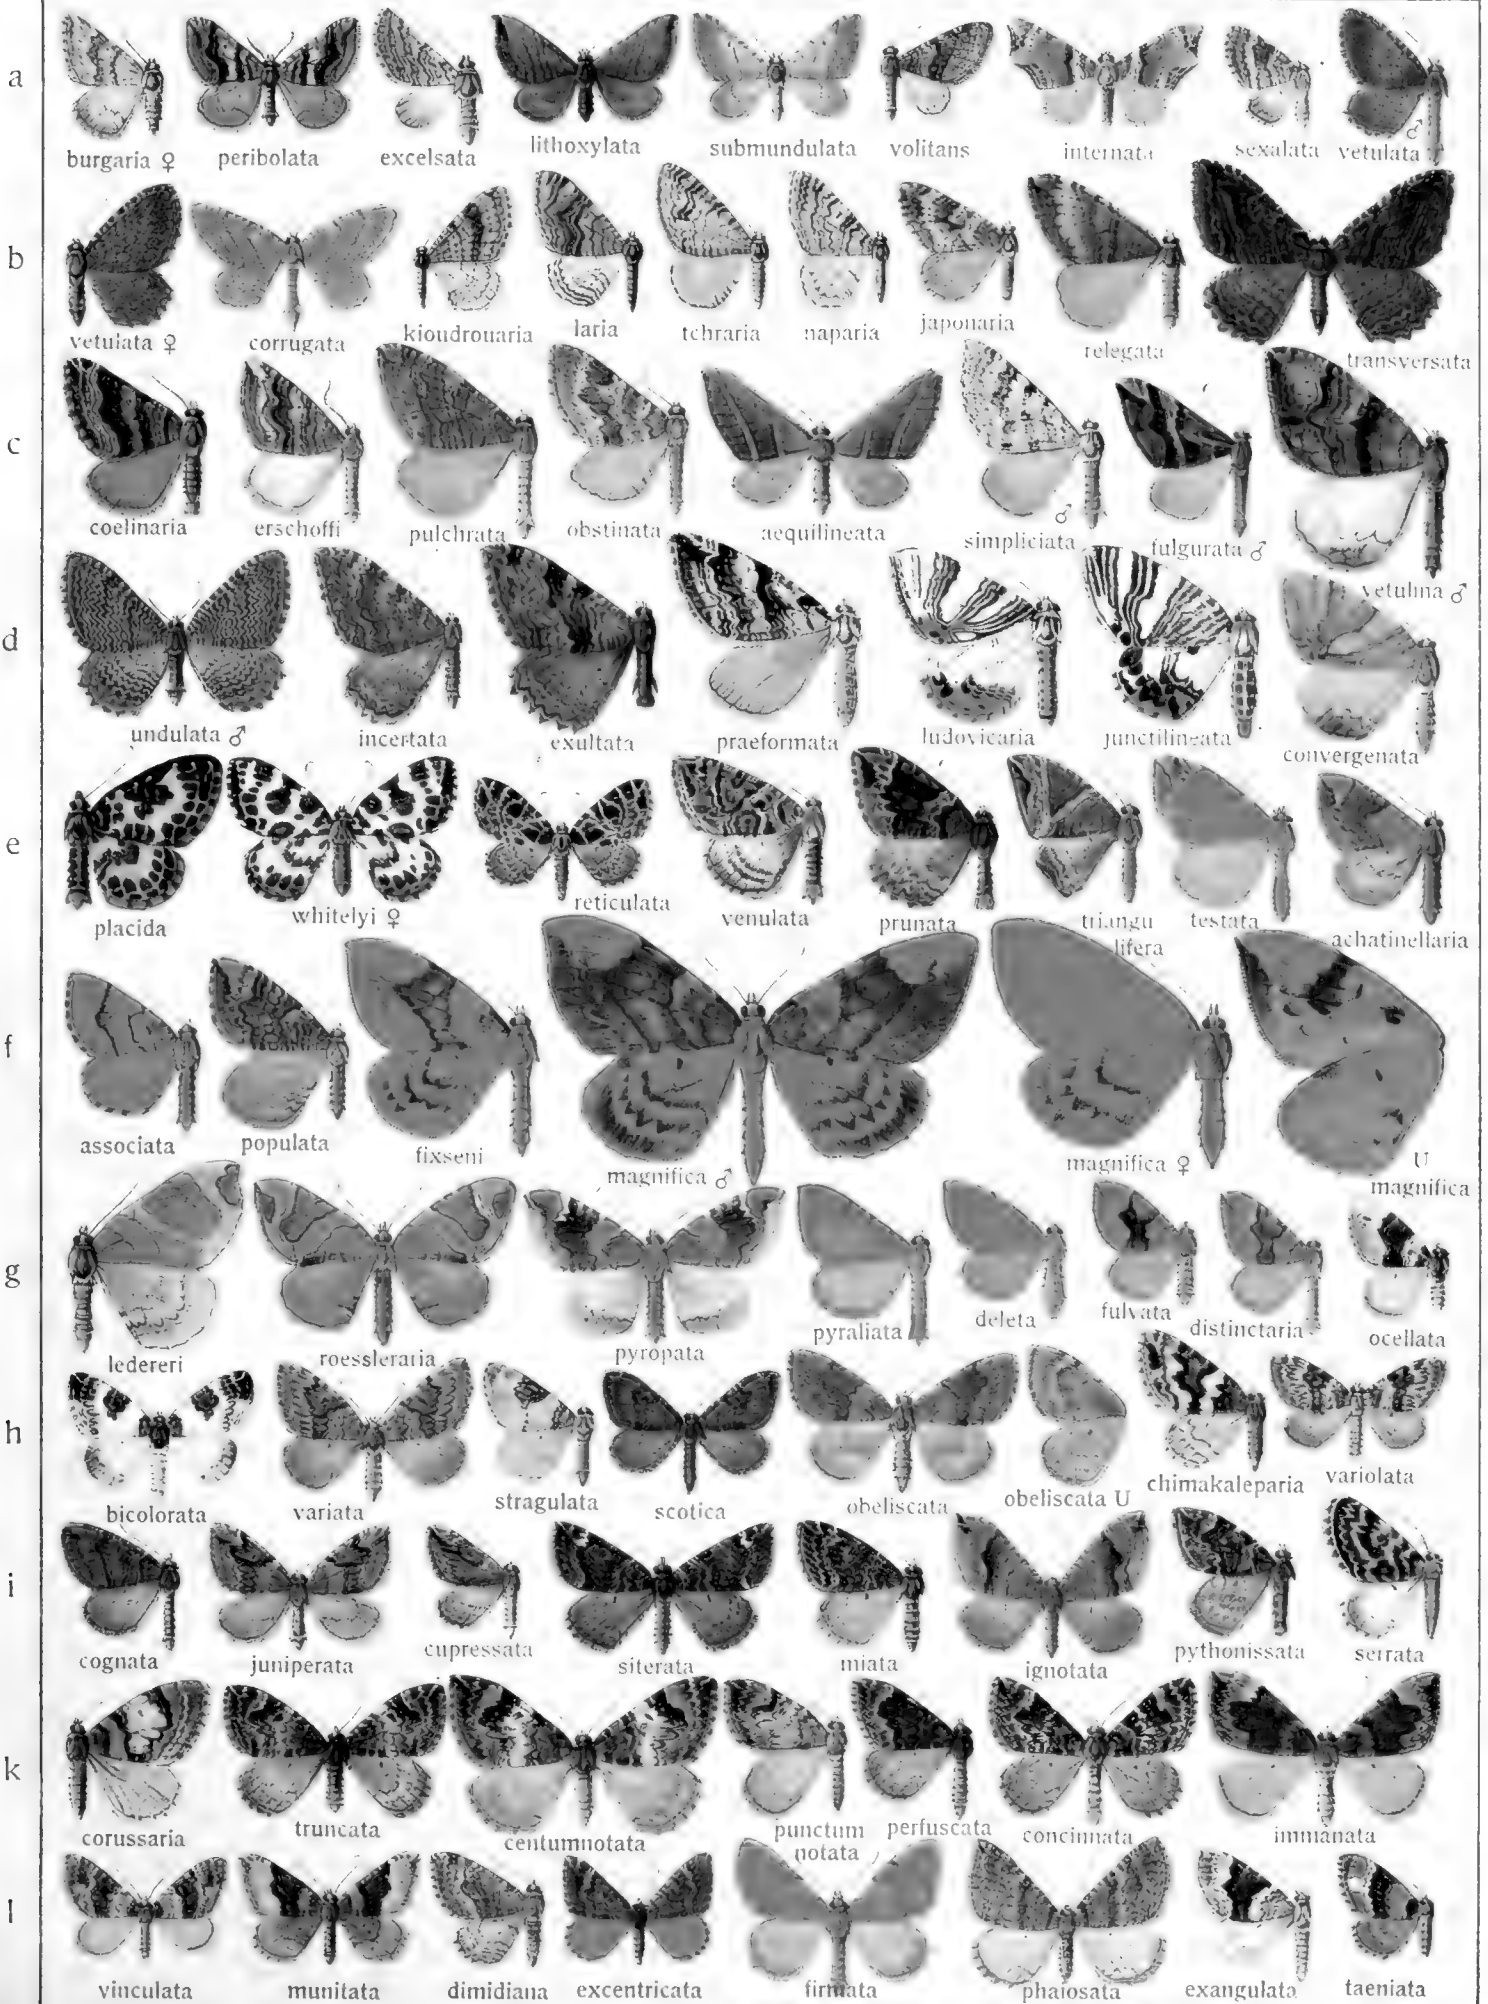 a
burgaria ♀ peribolata excelsata lithoxylata submundulata volitans internata sexalata vetulata ♂
b
vetulata ♀ corrugata kioudrouaria laria tchraria naparia japonaria relegata transversata
c
coelinaria erschoffi pulchrata obstinata aequilineata simpliciata ♂ fulgurata ♂ vetulina ♂
d
undulata ♂ incertata exultata praeformata ludovicaria junctilineata convergenata
e
placida whitelyi ♀ reticulata venulata prunata triangu
lifera testata achatinellaria
f
associata populata fixseni magnifica ♂ magnifica ♀ U
magnifica
g
ledereri roessleraria pyropata pyraliata deleta fulvata distinctaria ocellata
h
bicolorata variata stragulata scotica obeliscata obeliscata U chimakaleparia variolata
i
cognata juniperata cupressata siterata miata ignotata pythonissata serrata
k
corussaria truncata centumnotata punctum
notata perfuscata concinnata immanata
l
vinculata munitata dimidiana excentricata firmata phaiosata exangulata taeniata